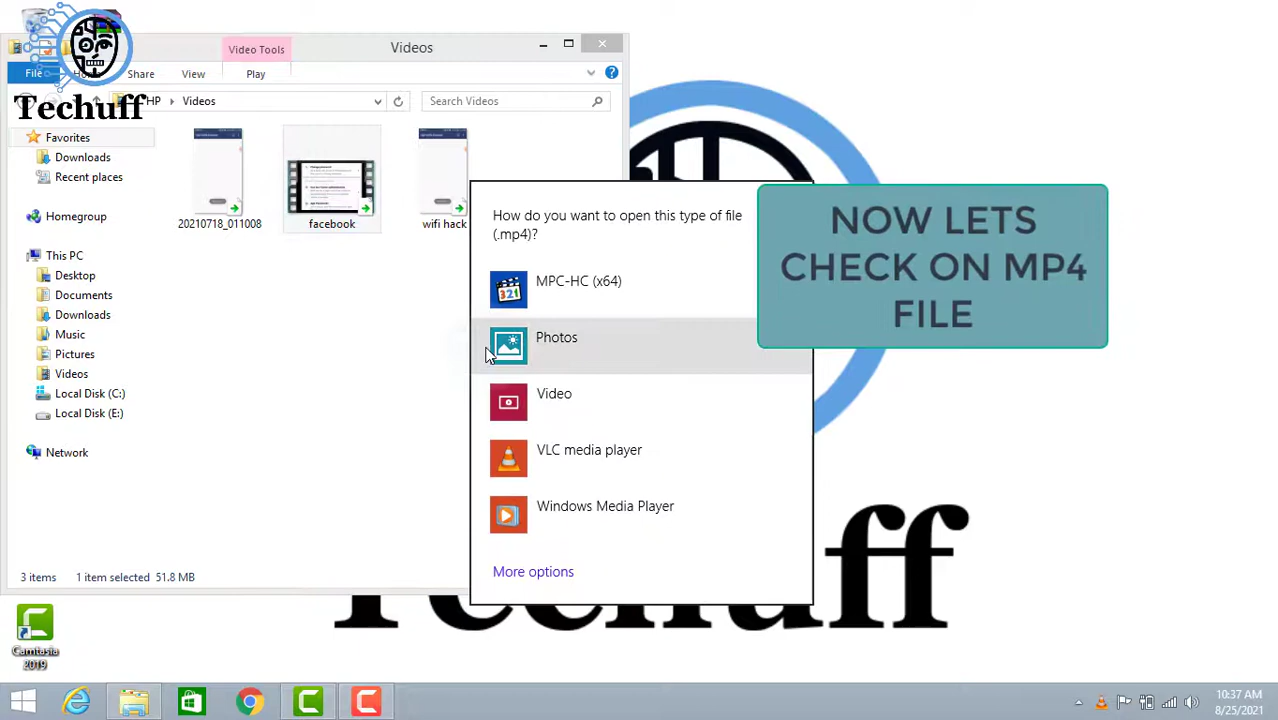 Video Tools
Videos
File
Share
View
Play
HP
Videos
Search Videos
Techuff
Favorites
Downloads
Recent places
Homegroup
This PC
Desktop
Documents
Downloads
Music
Pictures
Videos
Local Disk (C:)
Local Disk (E:)
Network
20210718_011008
facebook
wifi hack
3 items
1 item selected 51.8 MB
How do you want to open this type of file
(.mp4)?
MPC-HC (x64)
Photos
Video
VLC media player
Windows Media Player
More options
NOW LETS
CHECK ON MP4
FILE
Techuff
Camtasia
2019
10:37 AM
8/25/2021